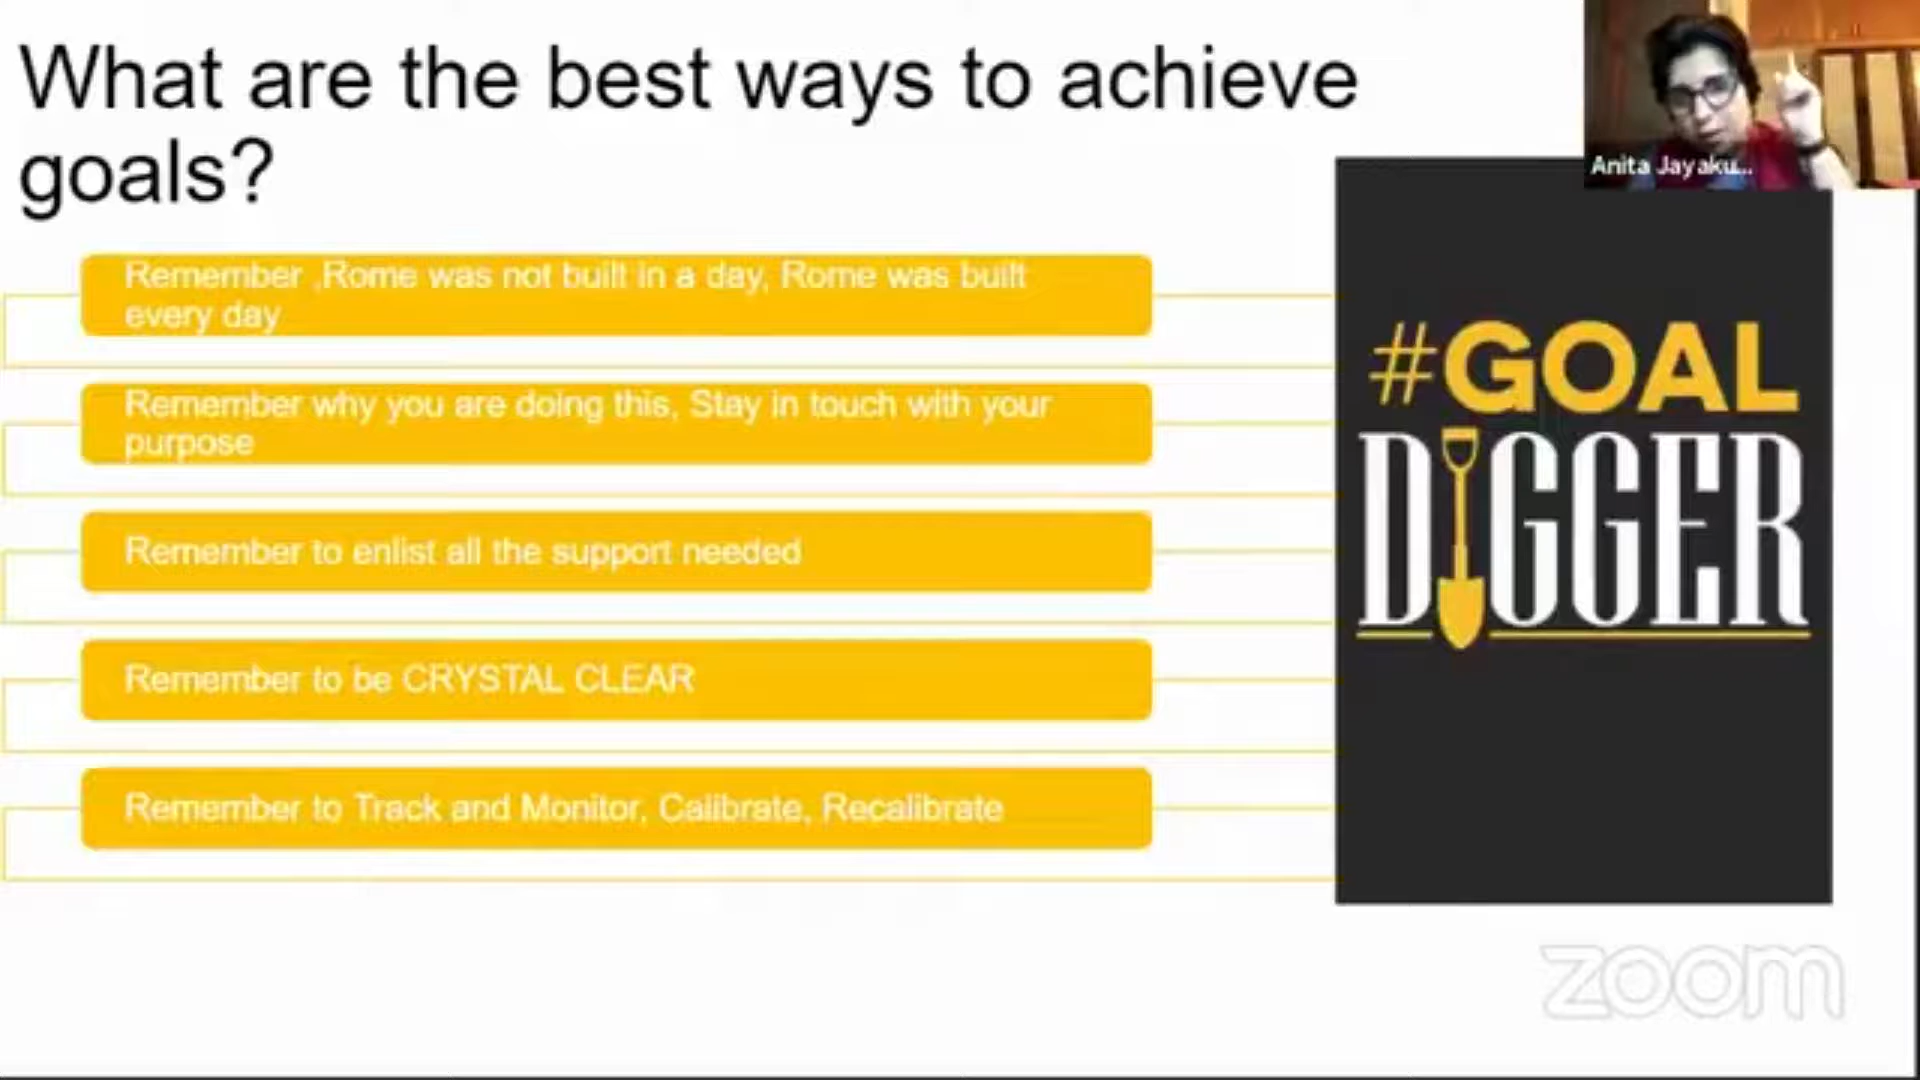 What are the best ways to achieve
goals?
Anita Jayaku...
Remember ,Rome was not built in a day, Rome was built
every day
Remember why you are doing this, Stay in touch with your
purpose
Remember to enlist all the support needed
Remember to be CRYSTAL CLEAR
Remember to Track and Monitor, Calibrate, Recalibrate
#GOAL
DIGGER
zoom